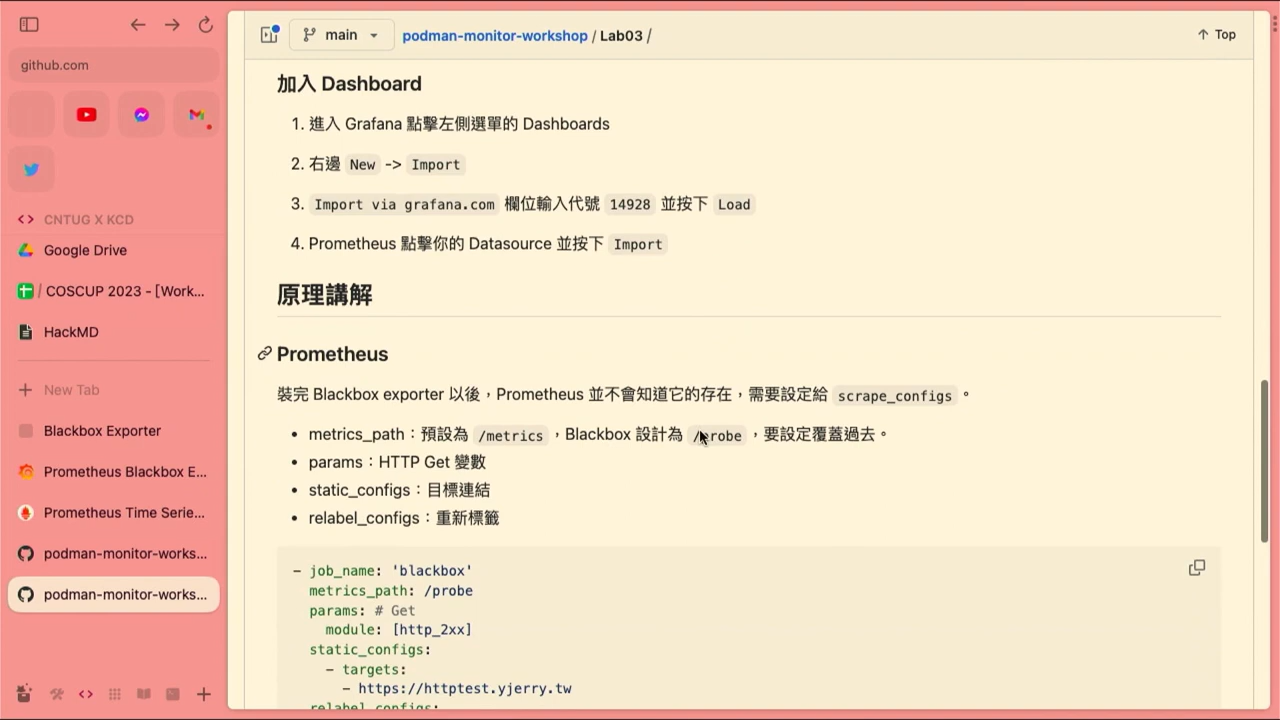 main
podman-monitor-workshop / Lab03 /
Top
github.com
CNTUG X KCD
Google Drive
/ COSCUP 2023 - [Work...
HackMD
New Tab
Blackbox Exporter
Prometheus Blackbox E...
Prometheus Time Serie...
podman-monitor-works...
podman-monitor-works...
加入 Dashboard
1. 進入 Grafana 點擊左側選單的 Dashboards
2. 右邊 New -> Import
3. Import via grafana.com 欄位輸入代號 14928 並按下 Load
4. Prometheus 點擊你的 Datasource 並按下 Import
原理講解
Prometheus
裝完 Blackbox exporter 以後，Prometheus 並不會知道它的存在，需要設定給 scrape_configs 。
• metrics_path：預設為 /metrics ，Blackbox 設計為 /probe ，要設定覆蓋過去。
• params：HTTP Get 變數
• static_configs：目標連結
• relabel_configs：重新標籤
- job_name: 'blackbox'
metrics_path: /probe
params: # Get
module: [http_2xx]
static_configs:
- targets:
- https://httptest.yjerry.tw
relabel_configs: